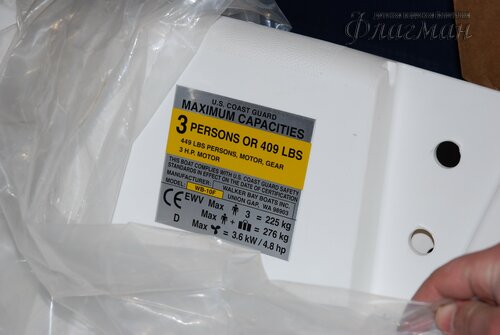 Флагман
U.S. COAST GUARD
MAXIMUM CAPACITIES
3 PERSONS OR 409 LBS
449 LBS PERSONS, MOTOR, GEAR
3 H.P. MOTOR
THIS BOAT COMPLIES WITH U.S. COAST GUARD SAFETY
STANDARDS IN EFFECT ON THE DATE OF CERTIFICATION
MANUFACTURER: WALKER BAY BOATS INC.
UNION GAP, WA 98903
MODEL: WB-10F
CE EWV Max 3 = 225 kg
D Max + = 276 kg
Max = 3.6 kW / 4.8 hp